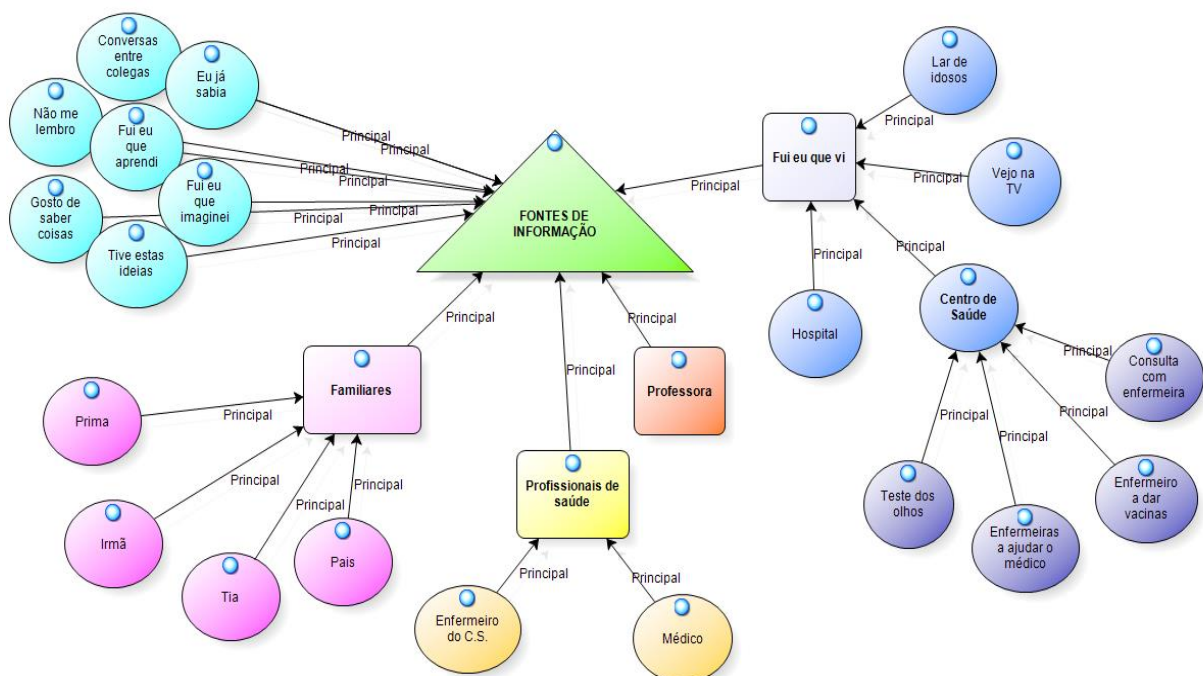 Conversas
entre
colegas
Eu já
sabia
Não me
lembro
Fui eu
que
aprendi
Fui eu
que
imaginei
Gosto de
saber
coisas
Tive estas
ideias
Principal
Principal
Principal
Principal
Principal
Principal
FONTES DE
INFORMAÇÃO
Principal
Fui eu que vi
Lar de
idosos
Principal
Vejo na
TV
Principal
Principal
Hospital
Principal
Centro de
Saúde
Principal
Consulta
com
enfermeira
Principal
Enfermeiro
a dar
vacinas
Principal
Enfermeiras
a ajudar o
médico
Principal
Teste dos
olhos
Principal
Familiares
Principal
Prima
Principal
Irmã
Principal
Tia
Principal
Pais
Principal
Profissionais de
saúde
Principal
Enfermeiro
do C.S.
Principal
Médico
Principal
Professora